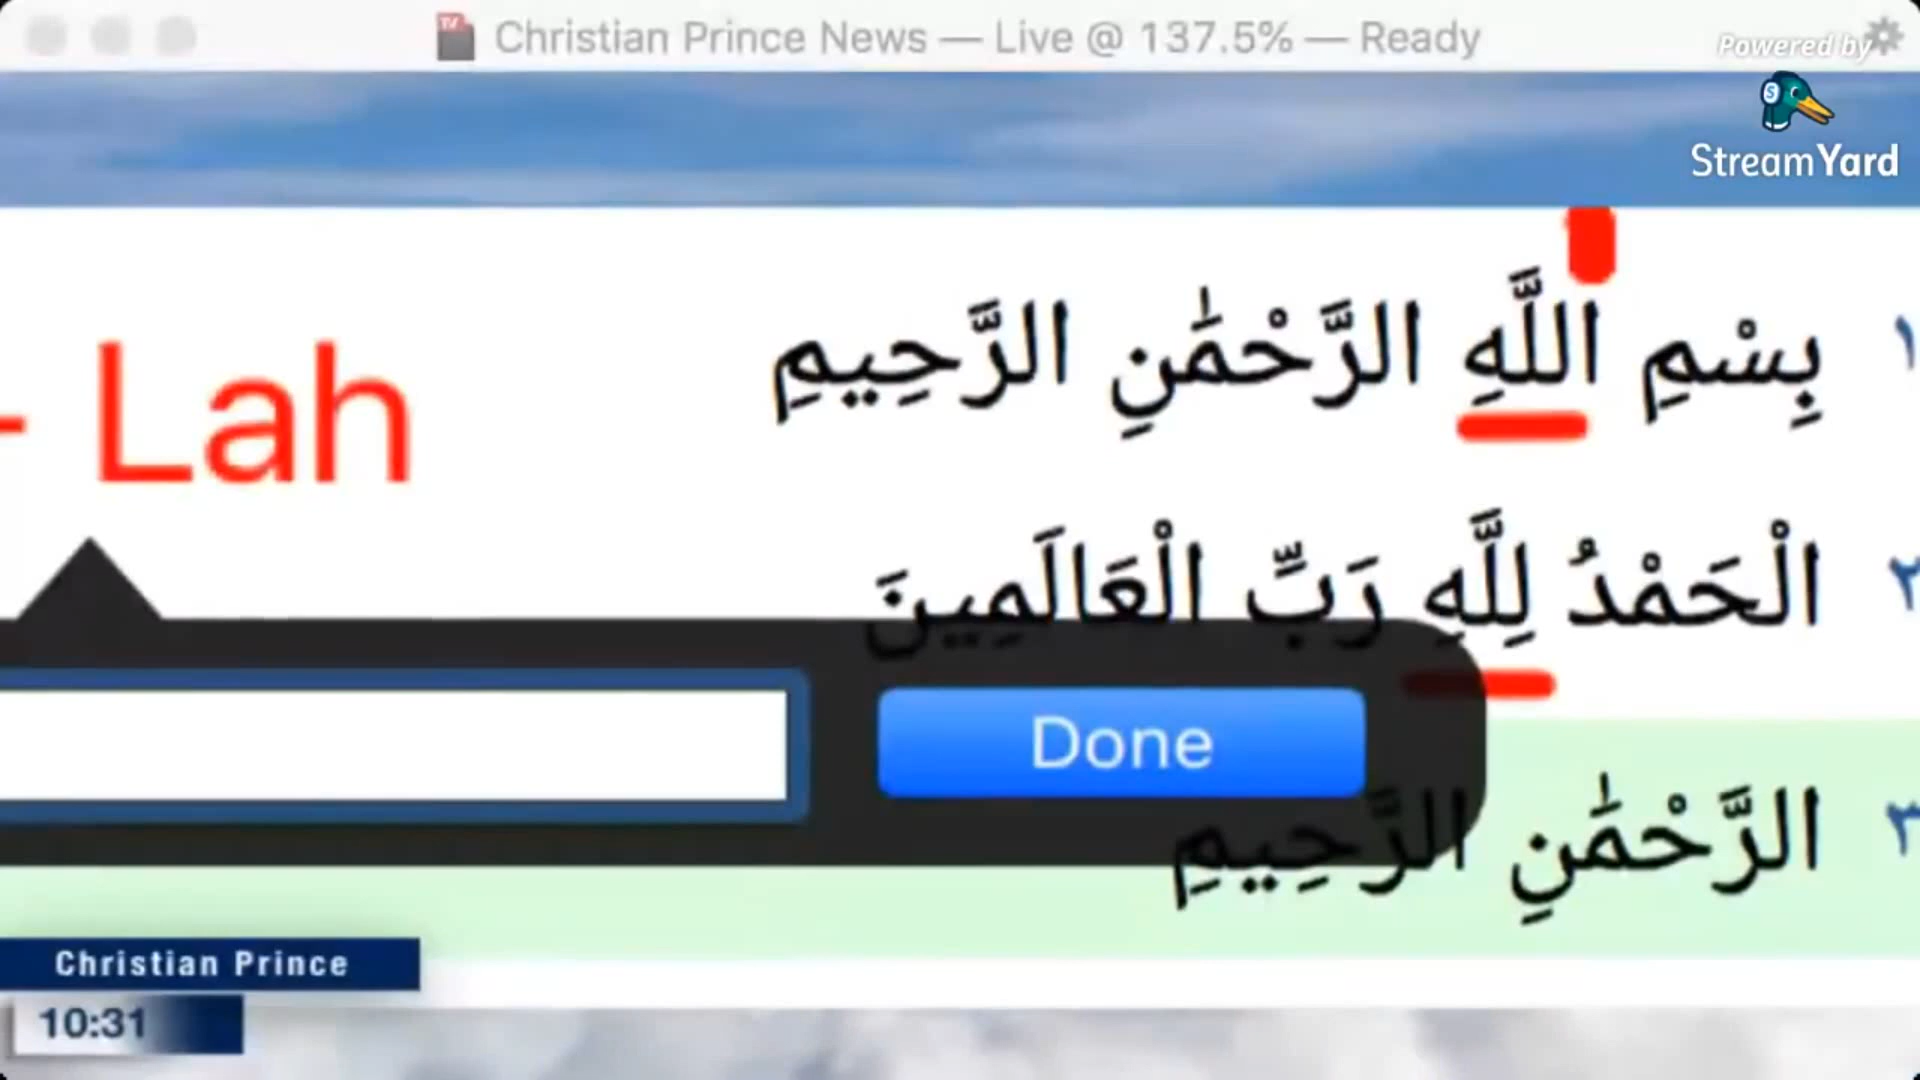 Christian Prince News — Live @ 137.5% — Ready
Powered by
StreamYard
١ بِسْمِ اللَّهِ الرَّحْمَٰنِ الرَّحِيمِ
- Lah
٢ الْحَمْدُ لِلَّهِ رَبِّ الْعَالَمِينَ
Done
٣ الرَّحْمَٰنِ الرَّحِيمِ
Christian Prince
10:31